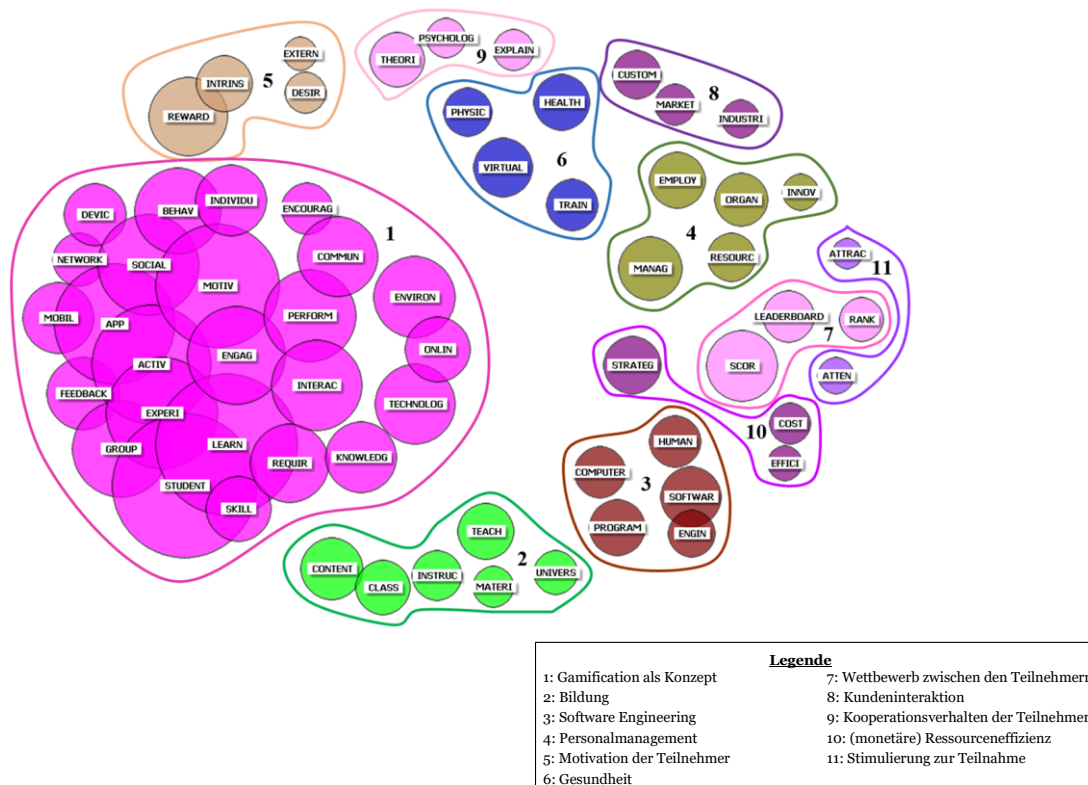 EXTERN
5
INTRINS
DESIR
REWARD
PSYCHOLOG
THEORI
EXPLAIN
9
CUSTOM
8
MARKET
INDUSTRI
PHYSIC
HEALTH
VIRTUAL
6
TRAIN
EMPLOY
ORGAN
INNOV
4
RESOURC
MANAG
ATTRAC
11
LEADERBOARD
RANK
7
SCOR
ATTEN
STRATEG
10
COST
EFFICI
DEVIC
BEHAV
INDIVIDU
ENCOURAG
1
NETWORK
SOCIAL
COMMUN
MOTIV
ENVIRON
MOBIL
APP
PERFORM
ONLIN
ACTIV
ENGAG
INTERAC
FEEDBACK
TECHNOLOG
EXPERI
GROUP
LEARN
REQUIR
KNOWLEDG
STUDENT
SKILL
HUMAN
COMPUTER
3
SOFTWAR
PROGRAM
ENGIN
TEACH
CONTENT
CLASS
INSTRUC
2
MATERI
UNIVERS
Legende
1: Gamification als Konzept
2: Bildung
3: Software Engineering
4: Personalmanagement
5: Motivation der Teilnehmer
6: Gesundheit
7: Wettbewerb zwischen den Teilnehmern
8: Kundeninteraktion
9: Kooperationsverhalten der Teilnehmer
10: (monetäre) Ressourceneffizienz
11: Stimulierung zur Teilnahme